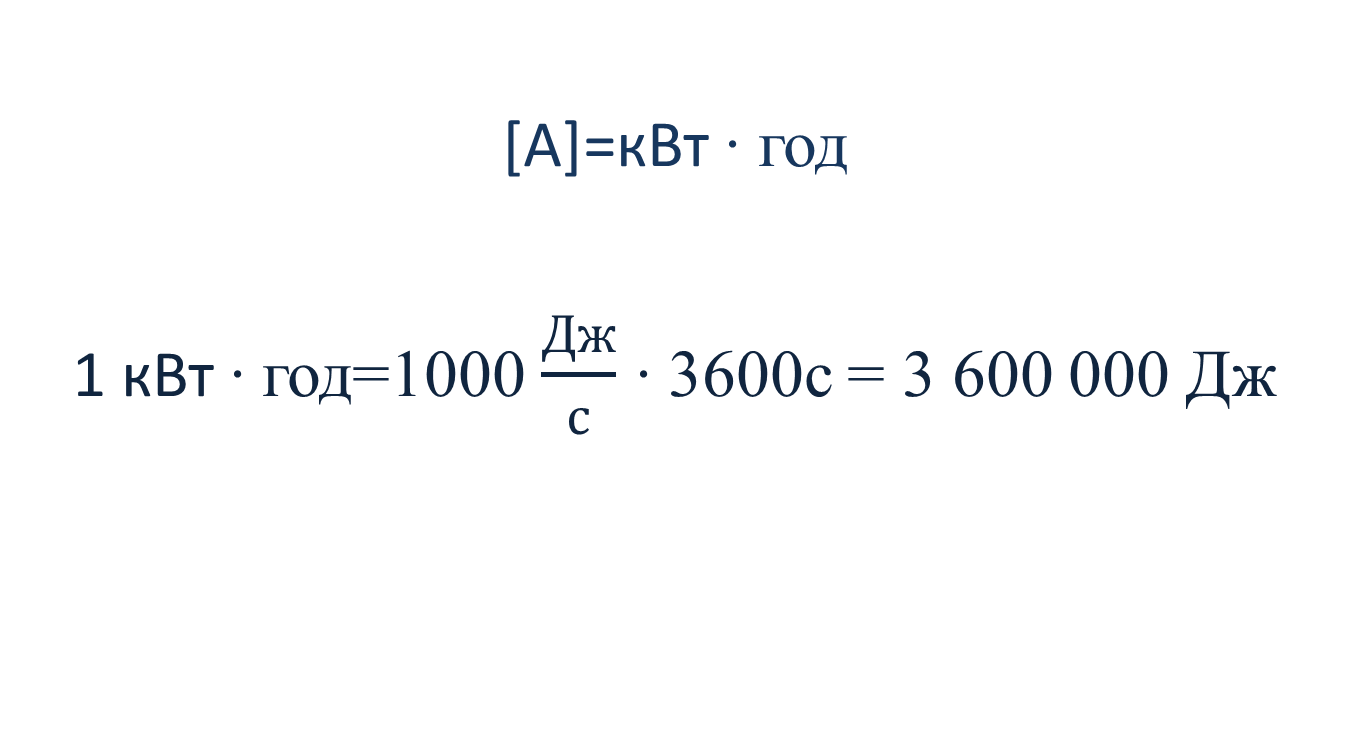 [А]=кВт · год
1 кВт · год=1000 Дж/с · 3600с = 3 600 000 Дж